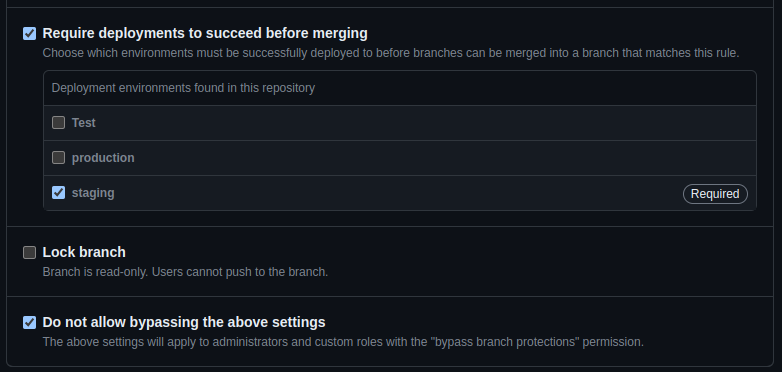 Require deployments to succeed before merging
Choose which environments must be successfully deployed to before branches can be merged into a branch that matches this rule.
Deployment environments found in this repository
Test
production
staging
Required
Lock branch
Branch is read-only. Users cannot push to the branch.
Do not allow bypassing the above settings
The above settings will apply to administrators and custom roles with the "bypass branch protections" permission.